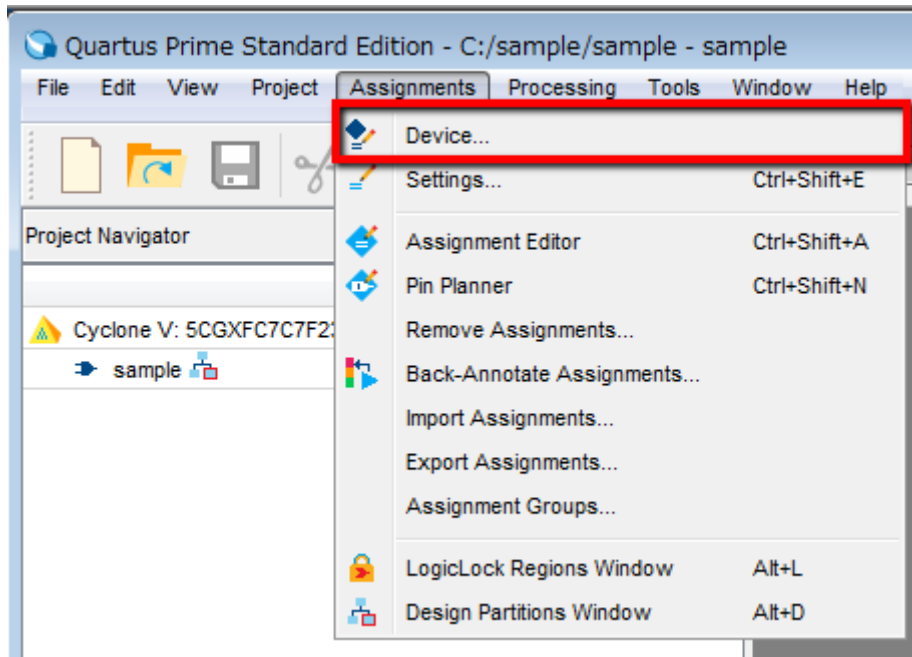 Quartus Prime Standard Edition - C:/sample/sample - sample
File Edit View Project Assignments Processing Tools Window Help
Device...
Settings... Ctrl+Shift+E
Project Navigator
Assignment Editor Ctrl+Shift+A
Pin Planner Ctrl+Shift+N
Cyclone V: 5CGXFC7C7F23
Remove Assignments...
sample
Back-Annotate Assignments...
Import Assignments...
Export Assignments...
Assignment Groups...
LogicLock Regions Window Alt+L
Design Partitions Window Alt+D